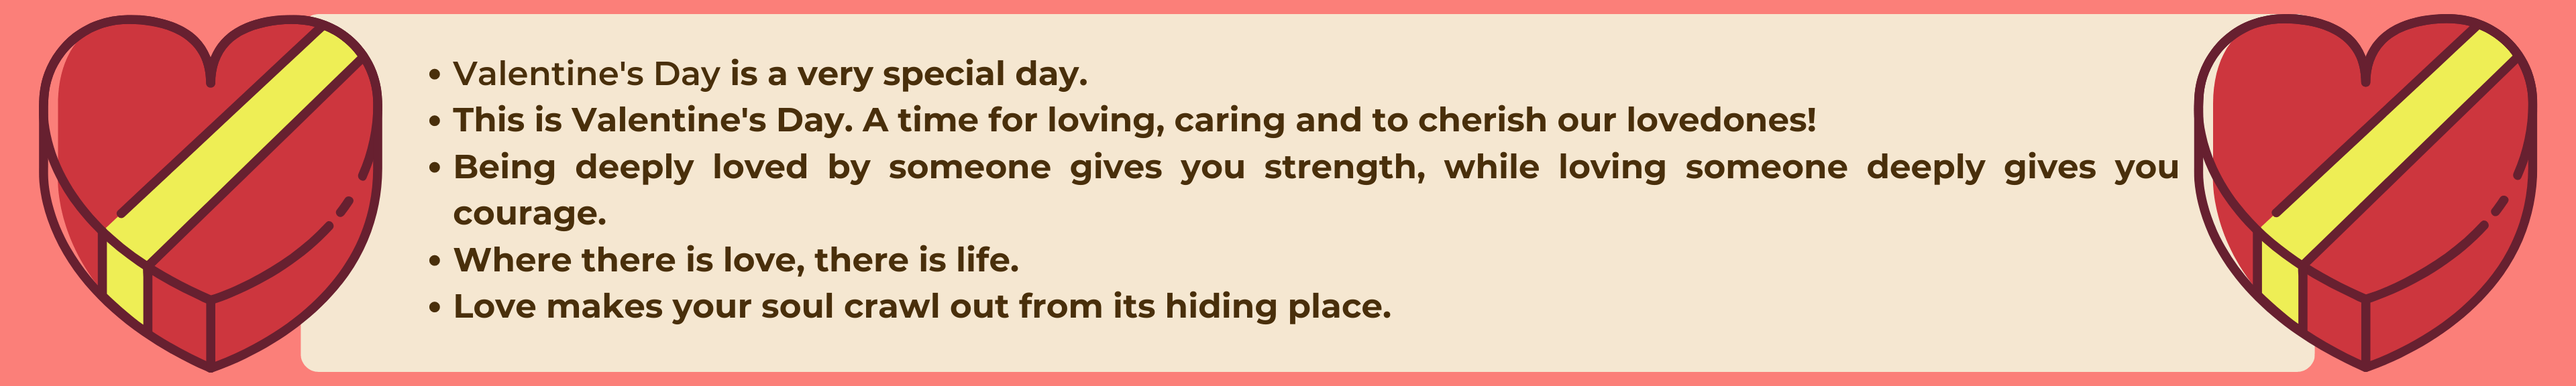 • Valentine's Day is a very special day.
• This is Valentine's Day. A time for loving, caring and to cherish our lovedones!
• Being deeply loved by someone gives you strength, while loving someone deeply gives you
courage.
• Where there is love, there is life.
• Love makes your soul crawl out from its hiding place.